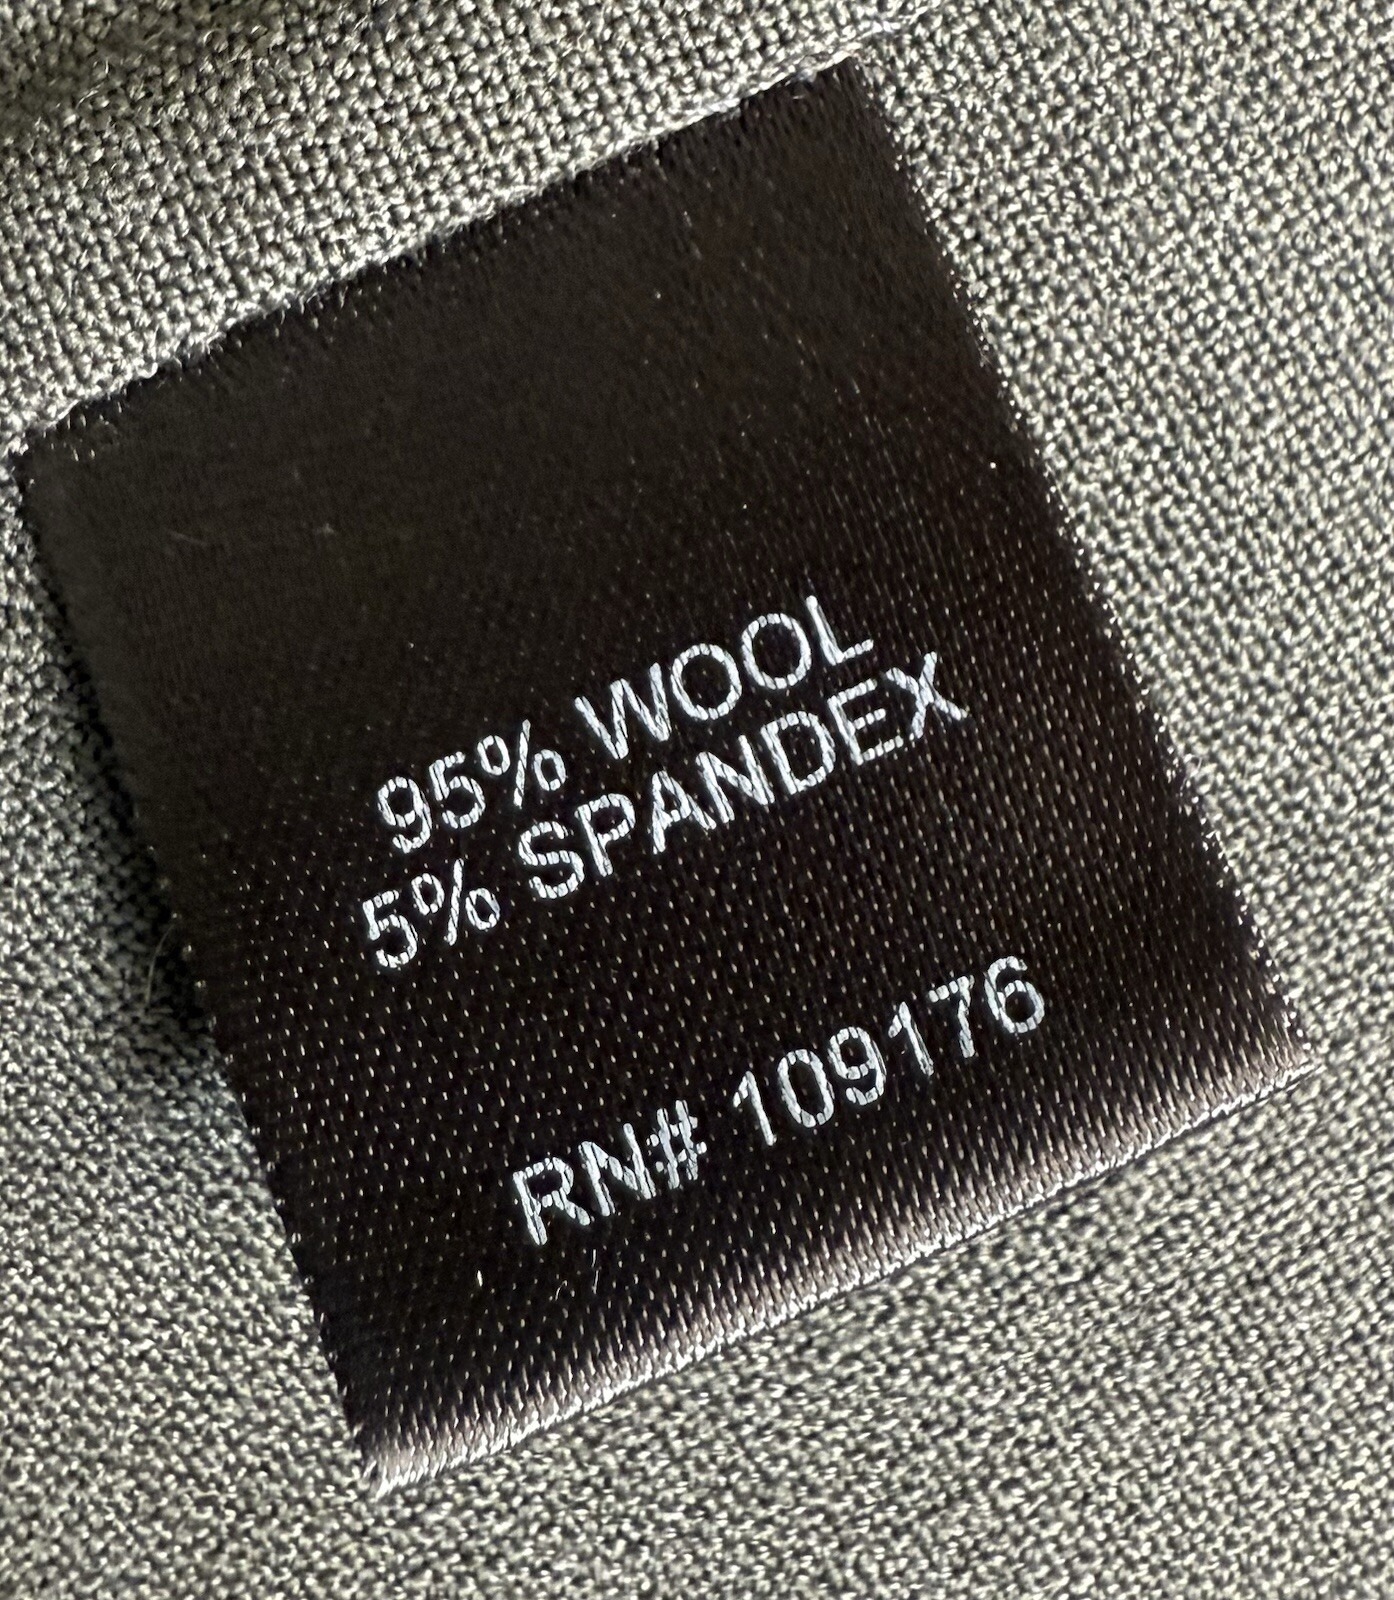 95% WOOL
5% SPANDEX
RN# 109176